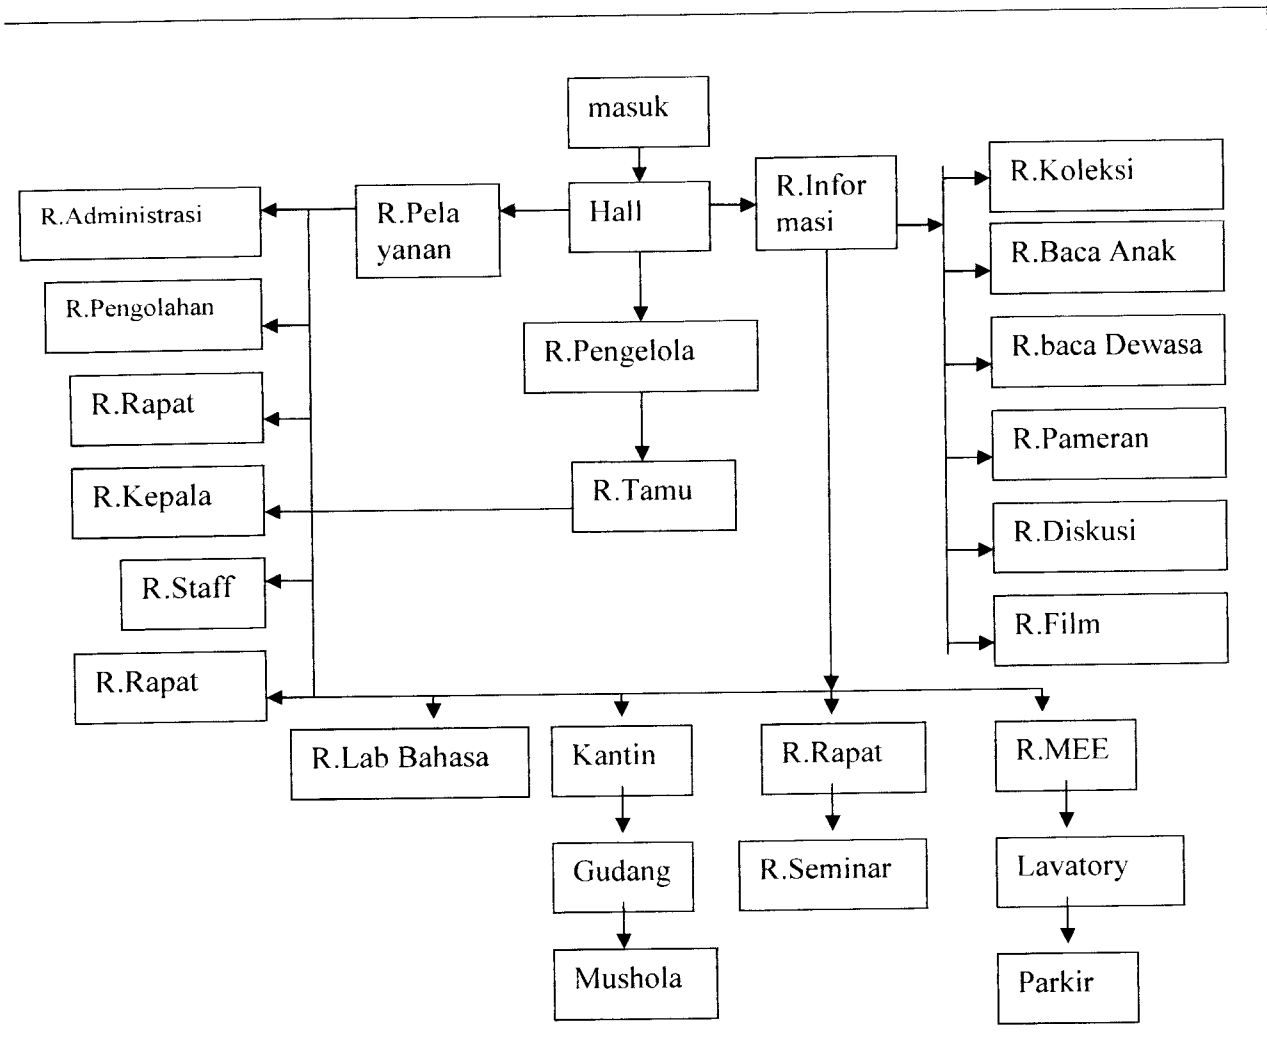 masuk
Hall
R.Infor
masi
R.Pela
yanan
R.Administrasi
R.Pengolahan
R.Rapat
R.Kepala
R.Staff
R.Rapat
R.Pengelola
R.Tamu
R.Koleksi
R.Baca Anak
R.baca Dewasa
R.Pameran
R.Diskusi
R.Film
R.Lab Bahasa
Kantin
R.Rapat
R.MEE
Gudang
R.Seminar
Lavatory
Mushola
Parkir